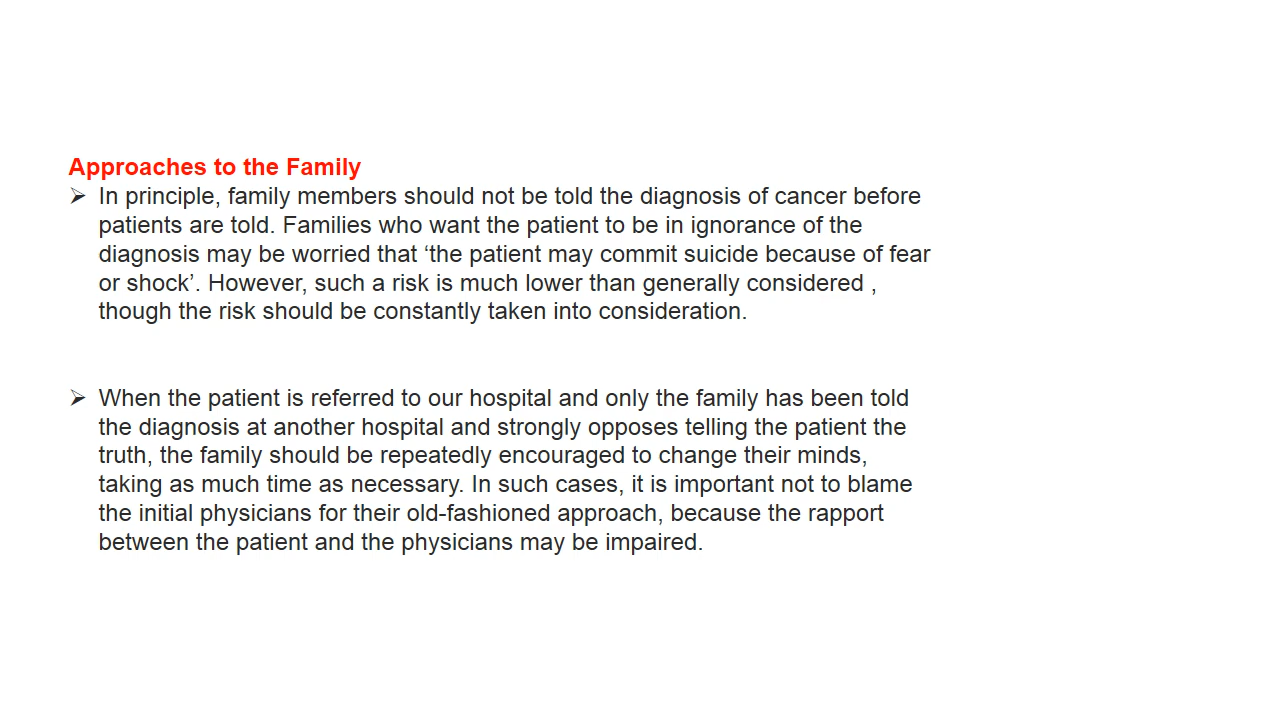 Approaches to the Family
➢ In principle, family members should not be told the diagnosis of cancer before
patients are told. Families who want the patient to be in ignorance of the
diagnosis may be worried that ‘the patient may commit suicide because of fear
or shock’. However, such a risk is much lower than generally considered ,
though the risk should be constantly taken into consideration.
➢ When the patient is referred to our hospital and only the family has been told
the diagnosis at another hospital and strongly opposes telling the patient the
truth, the family should be repeatedly encouraged to change their minds,
taking as much time as necessary. In such cases, it is important not to blame
the initial physicians for their old-fashioned approach, because the rapport
between the patient and the physicians may be impaired.